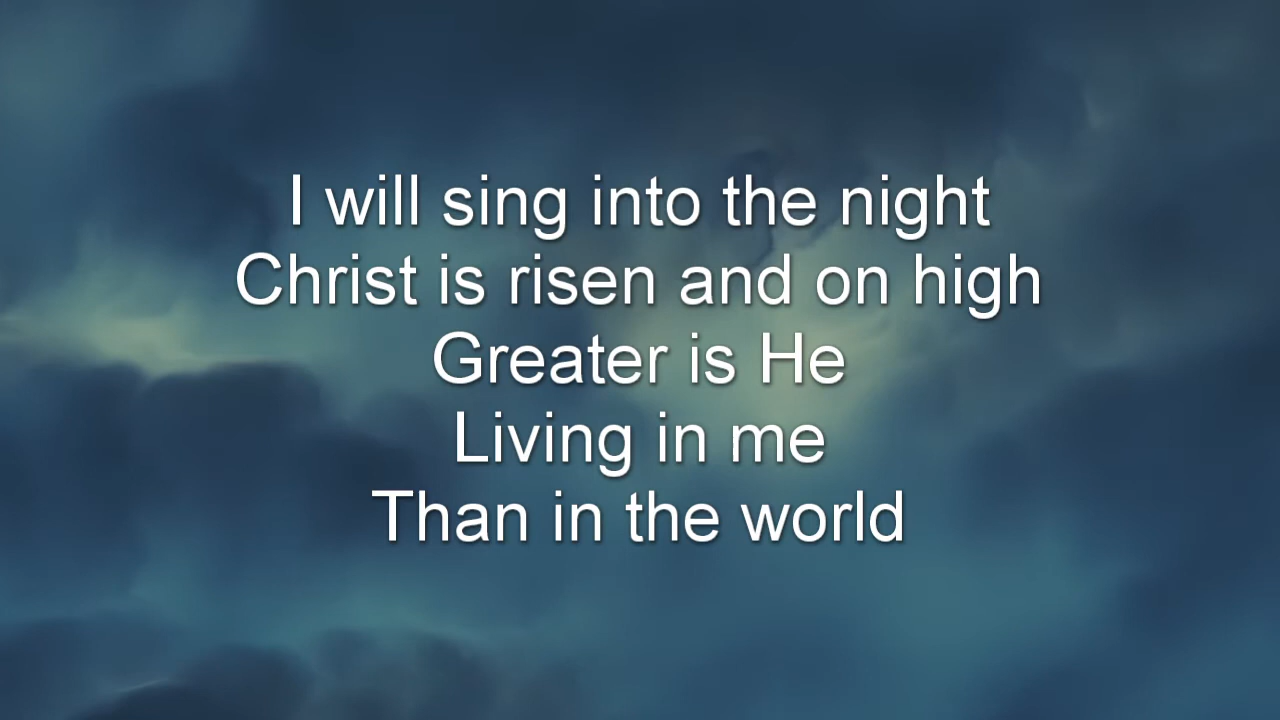 I will sing into the night
Christ is risen and on high
Greater is He
Living in me
Than in the world